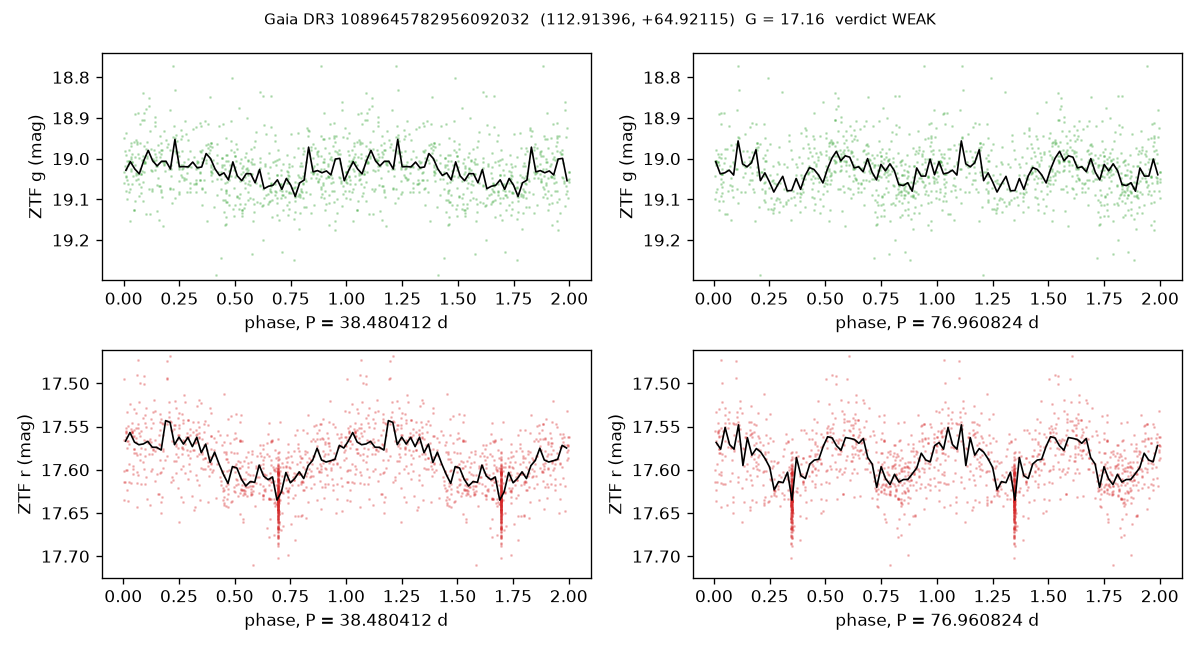 Gaia DR3 1089645782956092032 (112.91396, +64.92115) G = 17.16 verdict WEAK
ZTF g (mag)
18.8
18.9
19.0
19.1
19.2
0.00 0.25 0.50 0.75 1.00 1.25 1.50 1.75 2.00
phase, P = 38.480412 d
ZTF g (mag)
18.8
18.9
19.0
19.1
19.2
0.00 0.25 0.50 0.75 1.00 1.25 1.50 1.75 2.00
phase, P = 76.960824 d
ZTF r (mag)
17.50
17.55
17.60
17.65
17.70
0.00 0.25 0.50 0.75 1.00 1.25 1.50 1.75 2.00
phase, P = 38.480412 d
ZTF r (mag)
17.50
17.55
17.60
17.65
17.70
0.00 0.25 0.50 0.75 1.00 1.25 1.50 1.75 2.00
phase, P = 76.960824 d